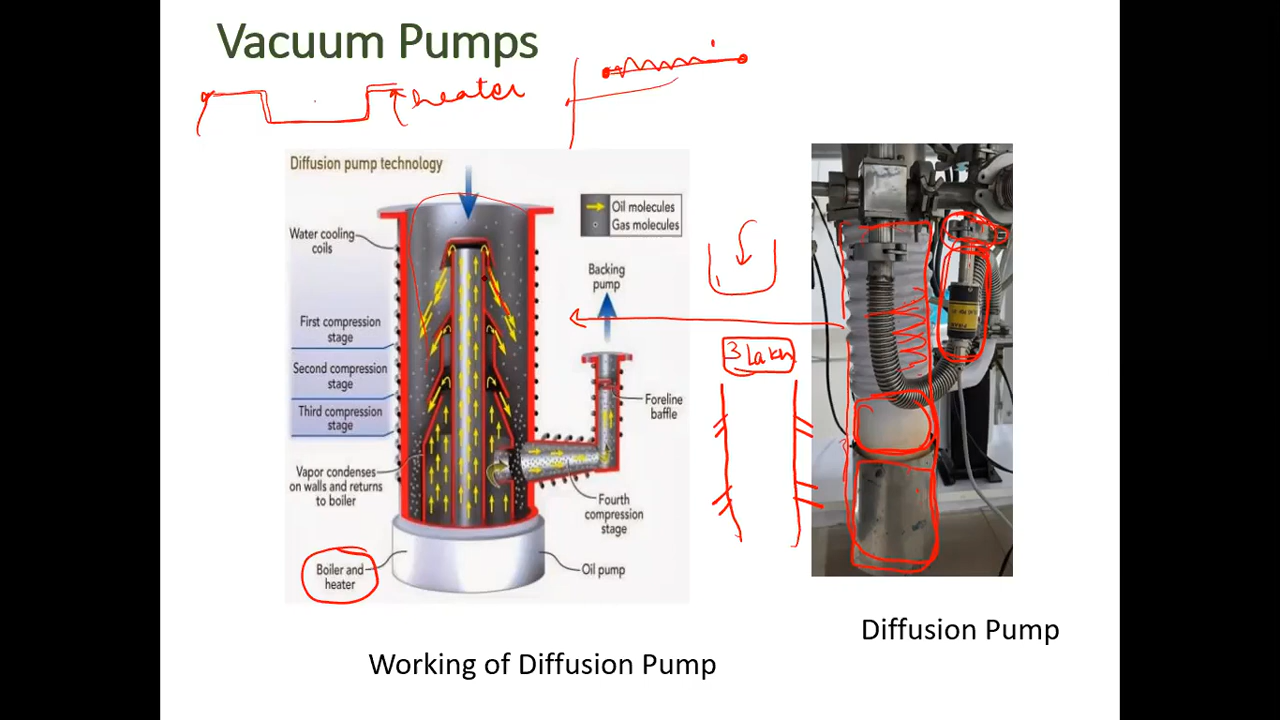 Vacuum Pumps
heater
Diffusion pump technology
Oil molecules
Gas molecules
Water cooling
coils
Backing
pump
First compression
stage
Second compression
stage
Third compression
stage
3 Lakh
Foreline
baffle
Vapor condenses
on walls and returns
to boiler
Fourth
compression
stage
Boiler and
heater
Oil pump
Diffusion Pump
Working of Diffusion Pump